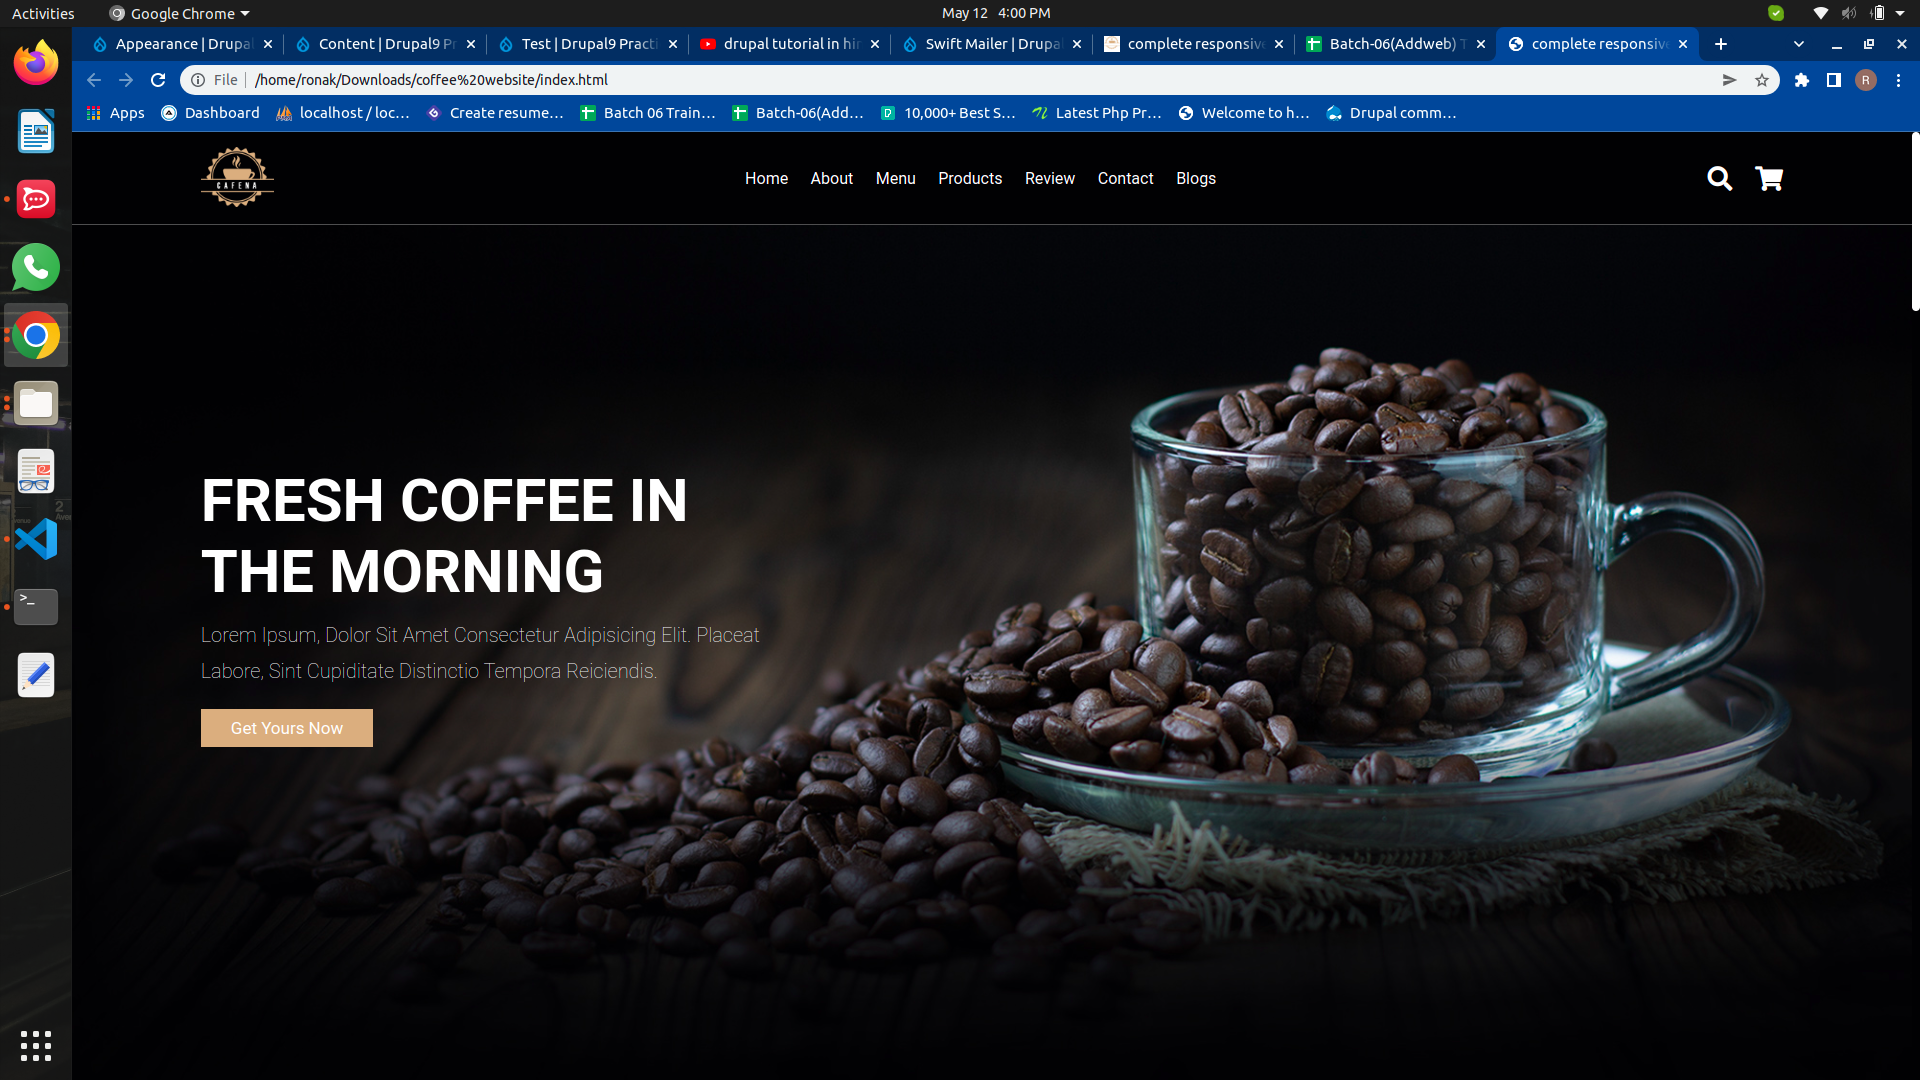 Activities
Google Chrome
May 12 4:00 PM
Appearance | Drupal
Content | Drupal9 Pr
Test | Drupal9 Practi
drupal tutorial in hin
Swift Mailer | Drupal
complete responsive
Batch-06(Addweb) T
complete responsive
File
/home/ronak/Downloads/coffee%20website/index.html
R
Apps
Dashboard
localhost / loc...
Create resume...
Batch 06 Train...
Batch-06(Add...
10,000+ Best S...
Latest Php Pr...
Welcome to h...
Drupal comm...
CAFENA
Home
About
Menu
Products
Review
Contact
Blogs
FRESH COFFEE IN
THE MORNING
Lorem Ipsum, Dolor Sit Amet Consectetur Adipisicing Elit. Placeat
Labore, Sint Cupiditate Distinctio Tempora Reiciendis.
Get Yours Now